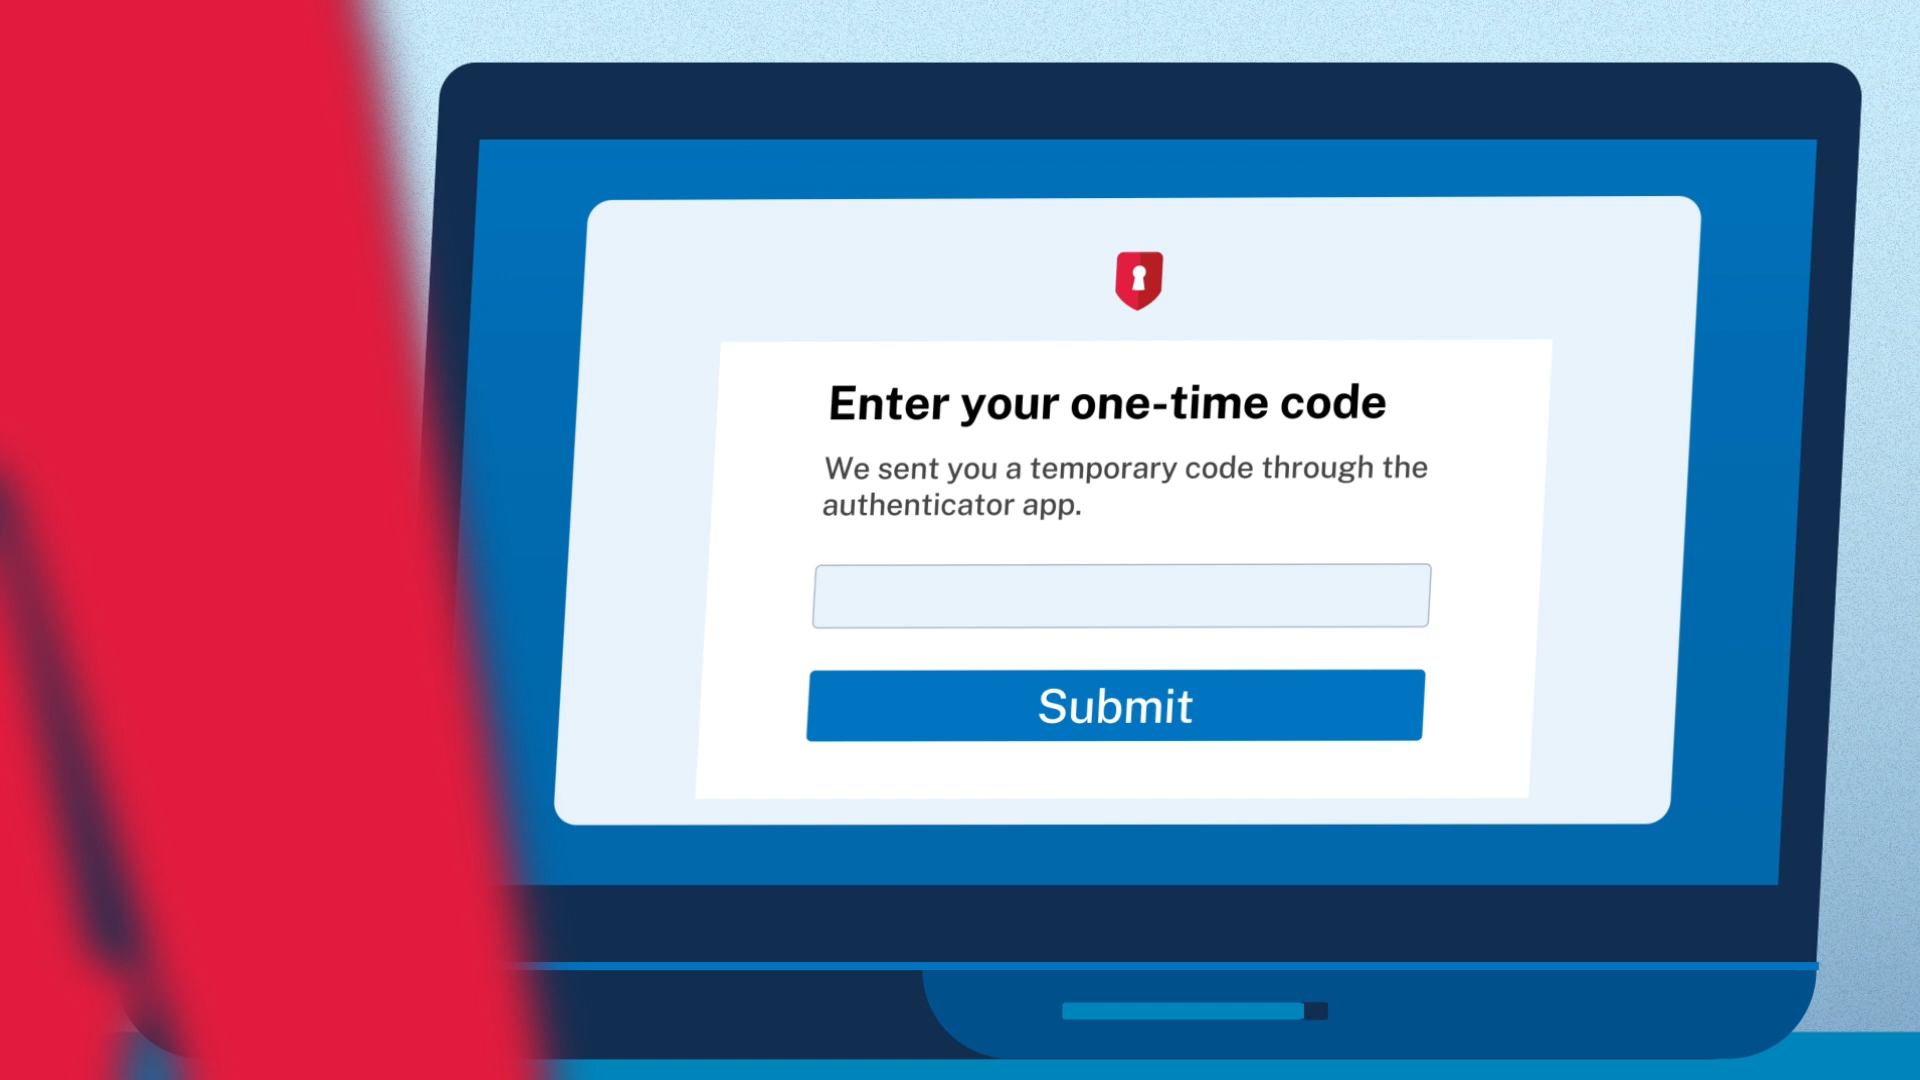 Enter your one-time code
We sent you a temporary code through the
authenticator app.
Submit